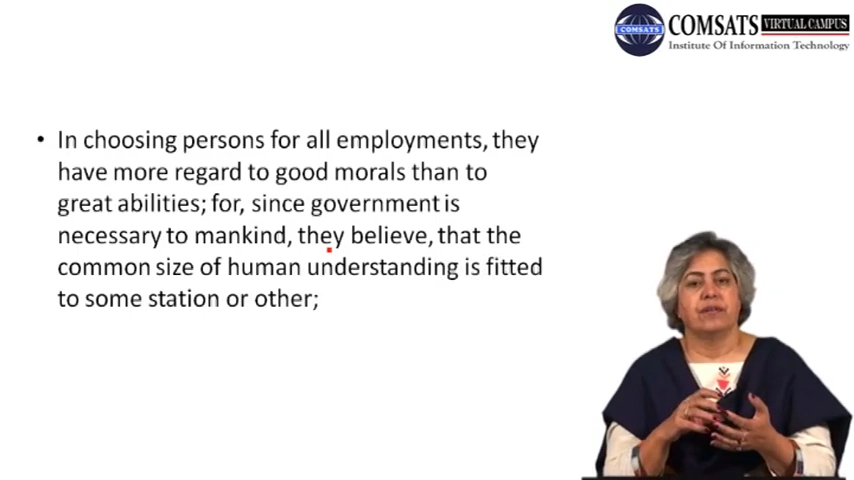 COMSATS
COMSATS VIRTUAL CAMPUS
Institute Of Information Technology
• In choosing persons for all employments, they
have more regard to good morals than to
great abilities; for, since government is
necessary to mankind, they believe, that the
common size of human understanding is fitted
to some station or other;